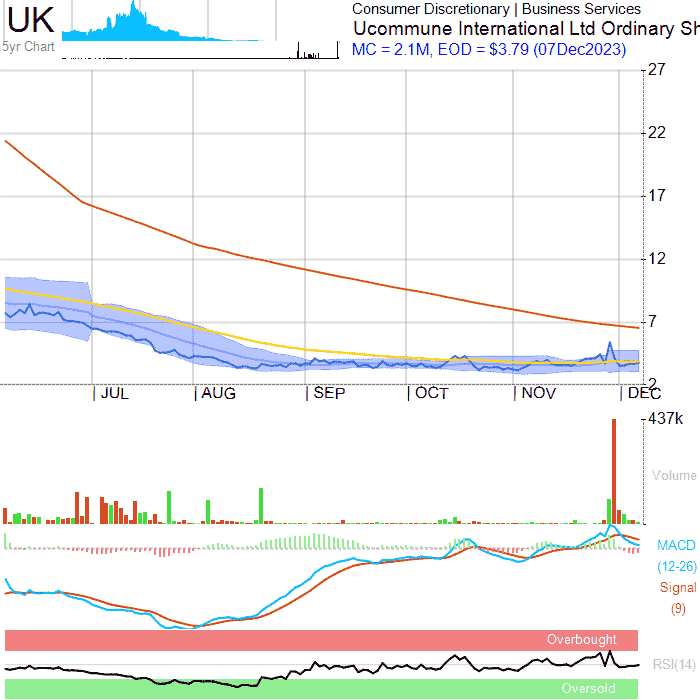 UK
5yr Chart
Consumer Discretionary | Business Services
Ucommune International Ltd Ordinary Sh
MC = 2.1M, EOD = $3.79 (07Dec2023)
27
22
17
12
7
2
JUL AUG SEP OCT NOV DEC
437k
Volume
MACD
(12-26)
Signal
(9)
Overbought
RSI(14)
Oversold